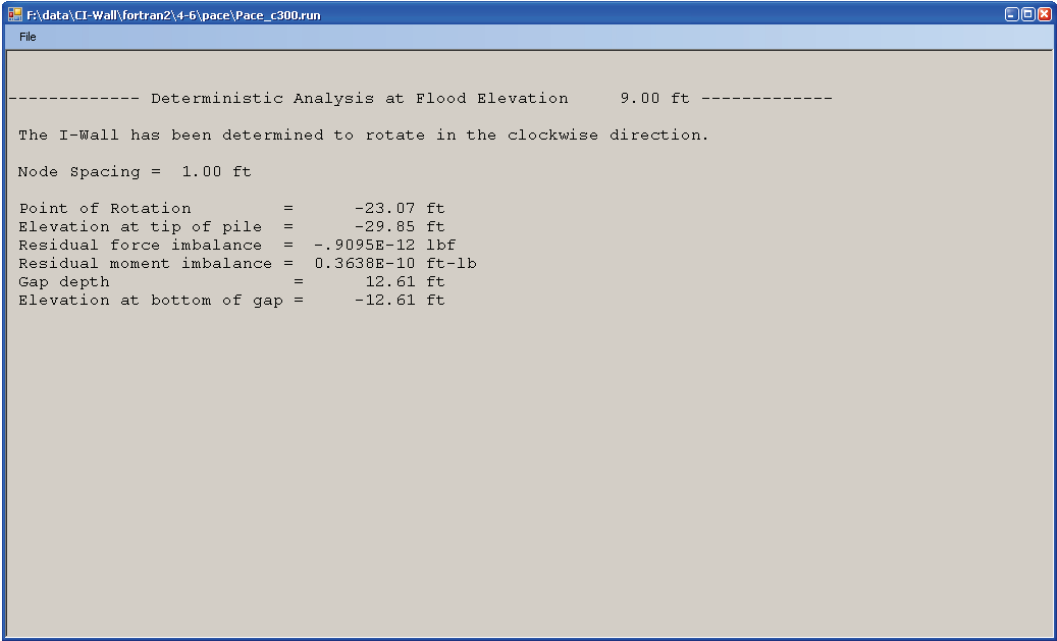 F:\data\CI-Wall\fortran2\4-6\pace\Pace_c300.run
File
------------- Deterministic Analysis at Flood Elevation     9.00 ft -------------
The I-Wall has been determined to rotate in the clockwise direction.
Node Spacing =  1.00 ft
Point of Rotation         =      -23.07 ft
Elevation at tip of pile  =      -29.85 ft
Residual force imbalance  =  -.9095E-12 lbf
Residual moment imbalance =  0.3638E-10 ft-lb
Gap depth                  =      12.61 ft
Elevation at bottom of gap =     -12.61 ft